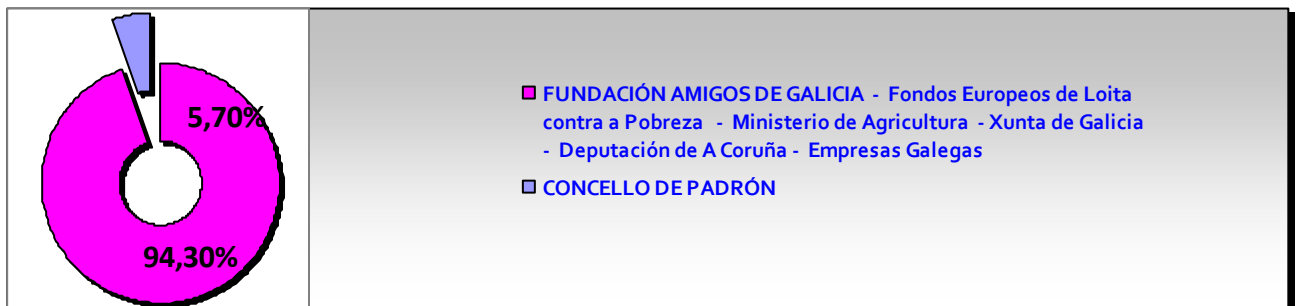 5,70%
94,30%
FUNDACIÓN AMIGOS DE GALICIA - Fondos Europeos de Loita
contra a Pobreza - Ministerio de Agricultura - Xunta de Galicia
- Deputación de A Coruña - Empresas Galegas
CONCELLO DE PADRÓN